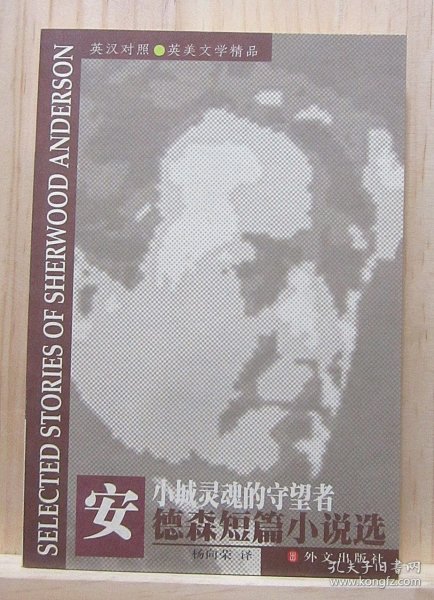 英汉对照●英美文学精品
SELECTED STORIES OF SHERWOOD ANDERSON
小城灵魂的守望者
安德森短篇小说选
杨向荣 译
外文出版社
孔夫子旧书网
www.kongfz.com